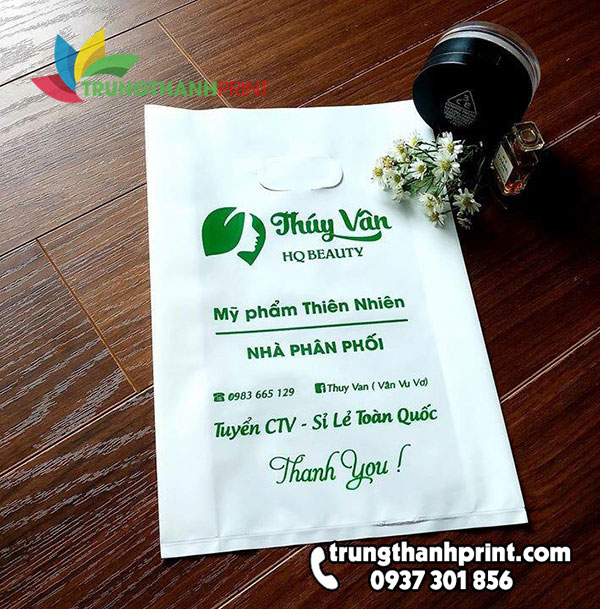 TRUNGTHANHPRINT
Thúy Vân
HQ BEAUTY
Mỹ phẩm Thiên Nhiên
NHÀ PHÂN PHỐI
0983 665 129 Thuy Van ( Vân Vu Vơ)
Tuyển CTV - Sỉ Lẻ Toàn Quốc
Thank You !
trungthanhprint.com
0937 301 856